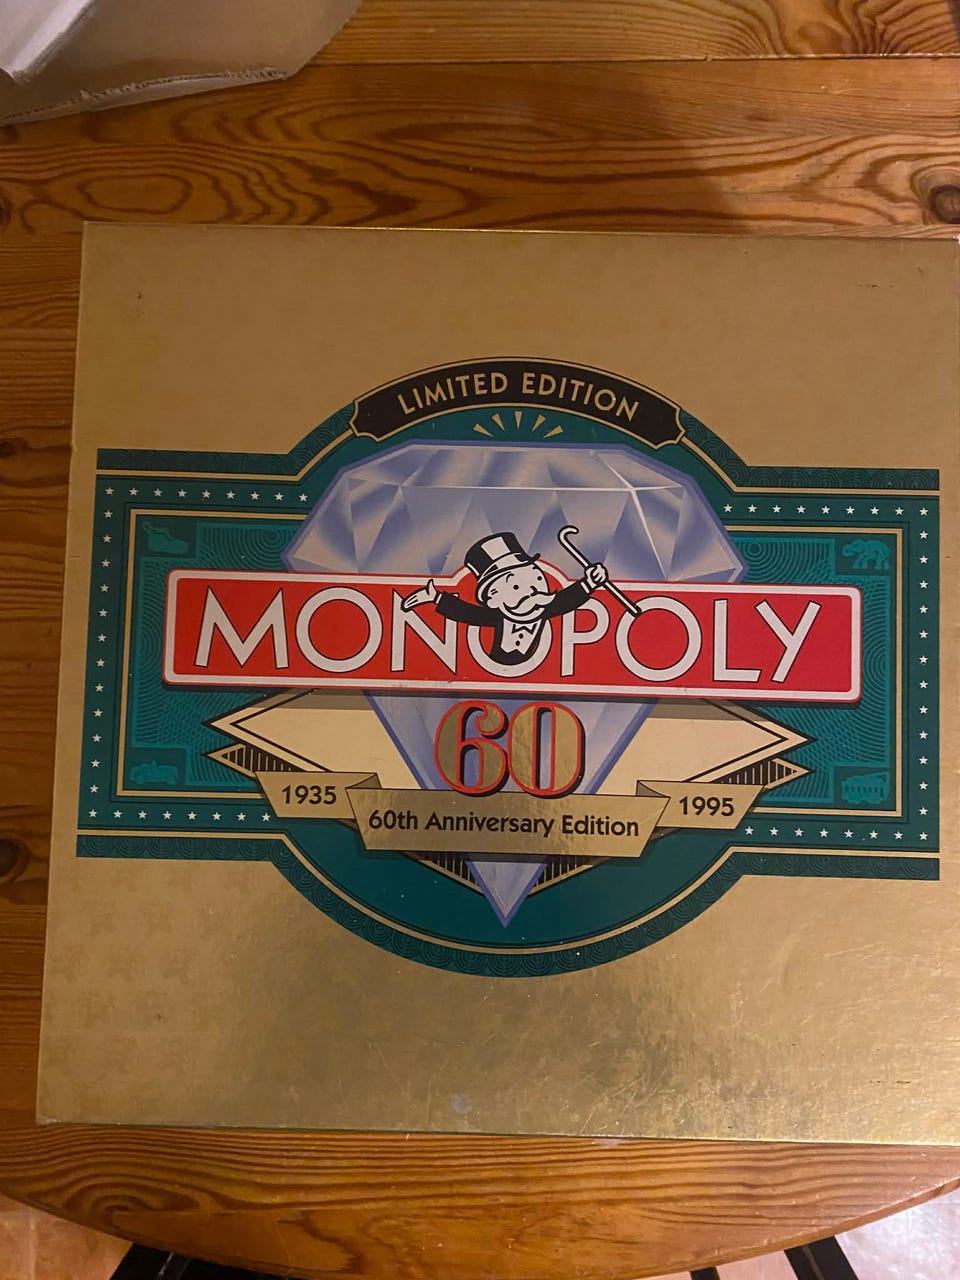 LIMITED EDITION
MONOPOLY
60
1935
60th Anniversary Edition
1995